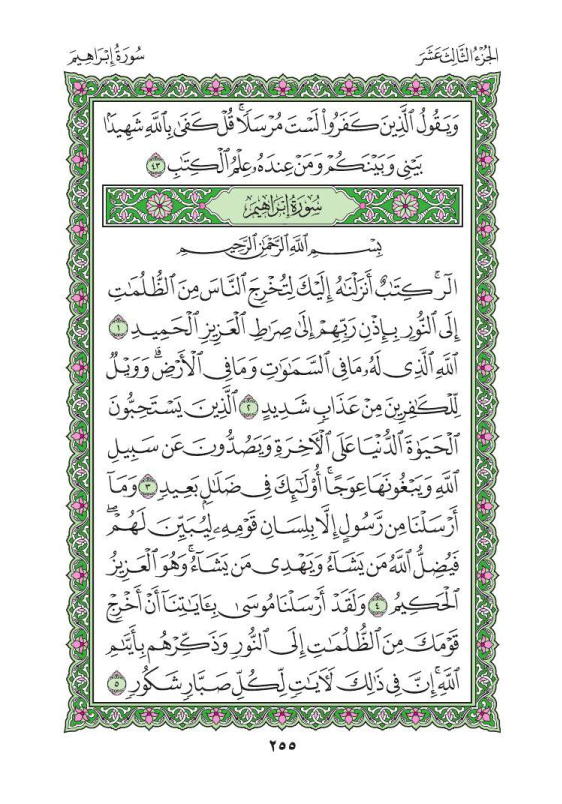 الجُزْءُ الثَّالِثَ عَشَرَ
سُورَةُ إِبْرَاهِيمَ
وَيَقُولُ ٱلَّذِينَ كَفَرُوا۟ لَسْتَ مُرْسَلًۭا ۚ قُلْ كَفَىٰ بِٱللَّهِ شَهِيدًۢا
بَيْنِى وَبَيْنَكُمْ وَمَنْ عِندَهُۥ عِلْمُ ٱلْكِتَٰبِ ٤٣
سُورَةُ إِبْرَاهِيمَ
بِسْمِ ٱللَّهِ ٱلرَّحْمَٰنِ ٱلرَّحِيمِ
الٓر ۚ كِتَٰبٌ أَنزَلْنَٰهُ إِلَيْكَ لِتُخْرِجَ ٱلنَّاسَ مِنَ ٱلظُّلُمَٰتِ
إِلَى ٱلنُّورِ بِإِذْنِ رَبِّهِمْ إِلَىٰ صِرَٰطِ ٱلْعَزِيزِ ٱلْحَمِيدِ ١
ٱللَّهِ ٱلَّذِى لَهُۥ مَا فِى ٱلسَّمَٰوَٰتِ وَمَا فِى ٱلْأَرْضِ ۗ وَوَيْلٌۭ
لِّلْكَٰفِرِينَ مِنْ عَذَابٍۢ شَدِيدٍ ٢ ٱلَّذِينَ يَسْتَحِبُّونَ
ٱلْحَيَوٰةَ ٱلدُّنْيَا عَلَى ٱلْءَاخِرَةِ وَيَصُدُّونَ عَن سَبِيلِ
ٱللَّهِ وَيَبْغُونَهَا عِوَجًا ۚ أُو۟لَٰٓئِكَ فِى ضَلَٰلٍۭ بَعِيدٍۢ ٣ وَمَآ
أَرْسَلْنَا مِن رَّسُولٍ إِلَّا بِلِسَانِ قَوْمِهِۦ لِيُبَيِّنَ لَهُمْ ۖ
فَيُضِلُّ ٱللَّهُ مَن يَشَآءُ وَيَهْدِى مَن يَشَآءُ ۚ وَهُوَ ٱلْعَزِيزُ
ٱلْحَكِيمُ ٤ وَلَقَدْ أَرْسَلْنَا مُوسَىٰ بِـَٔايَٰتِنَآ أَنْ أَخْرِجْ
قَوْمَكَ مِنَ ٱلظُّلُمَٰتِ إِلَى ٱلنُّورِ وَذَكِّرْهُم بِأَيَّىٰمِ
ٱللَّهِ ۚ إِنَّ فِى ذَٰلِكَ لَءَايَٰتٍۢ لِّكُلِّ صَبَّارٍۢ شَكُورٍۢ ٥
٢٥٥